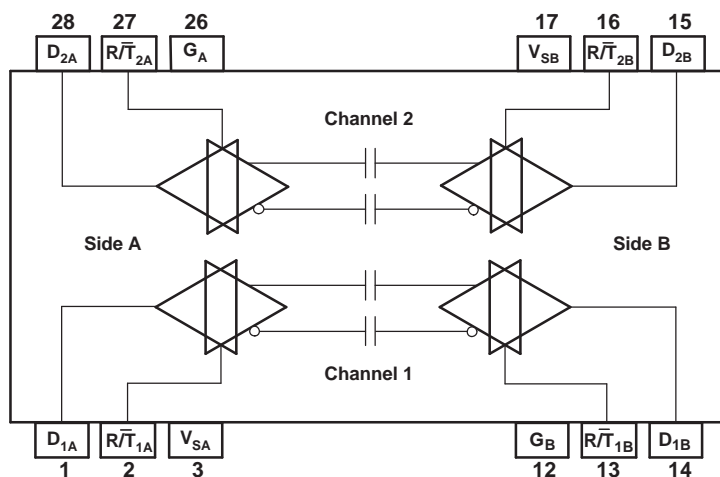 28 27 26 17 16 15
D2A R/T̅2A GA VSB R/T̅2B D2B
Channel 2
Side A Side B
Channel 1
D1A R/T̅1A VSA GB R/T̅1B D1B
1 2 3 12 13 14